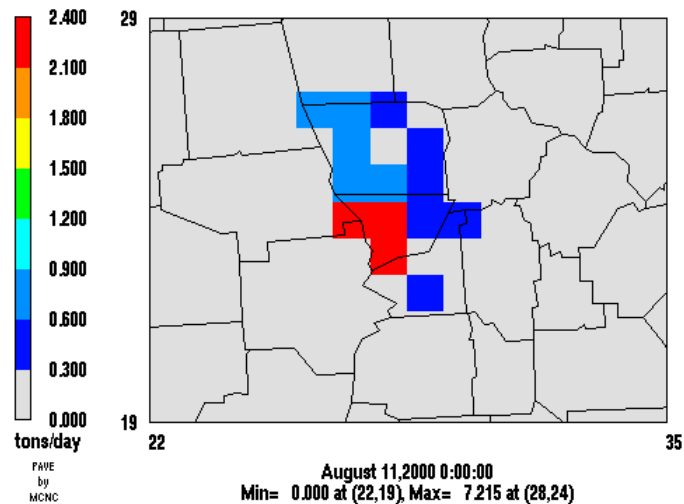 2.400
2.100
1.800
1.500
1.200
0.900
0.600
0.300
0.000
tons/day
PAVE
by
MCNC
29
19
22
35
August 11,2000 0:00:00
Min= 0.000 at (22,19), Max= 7.215 at (28,24)